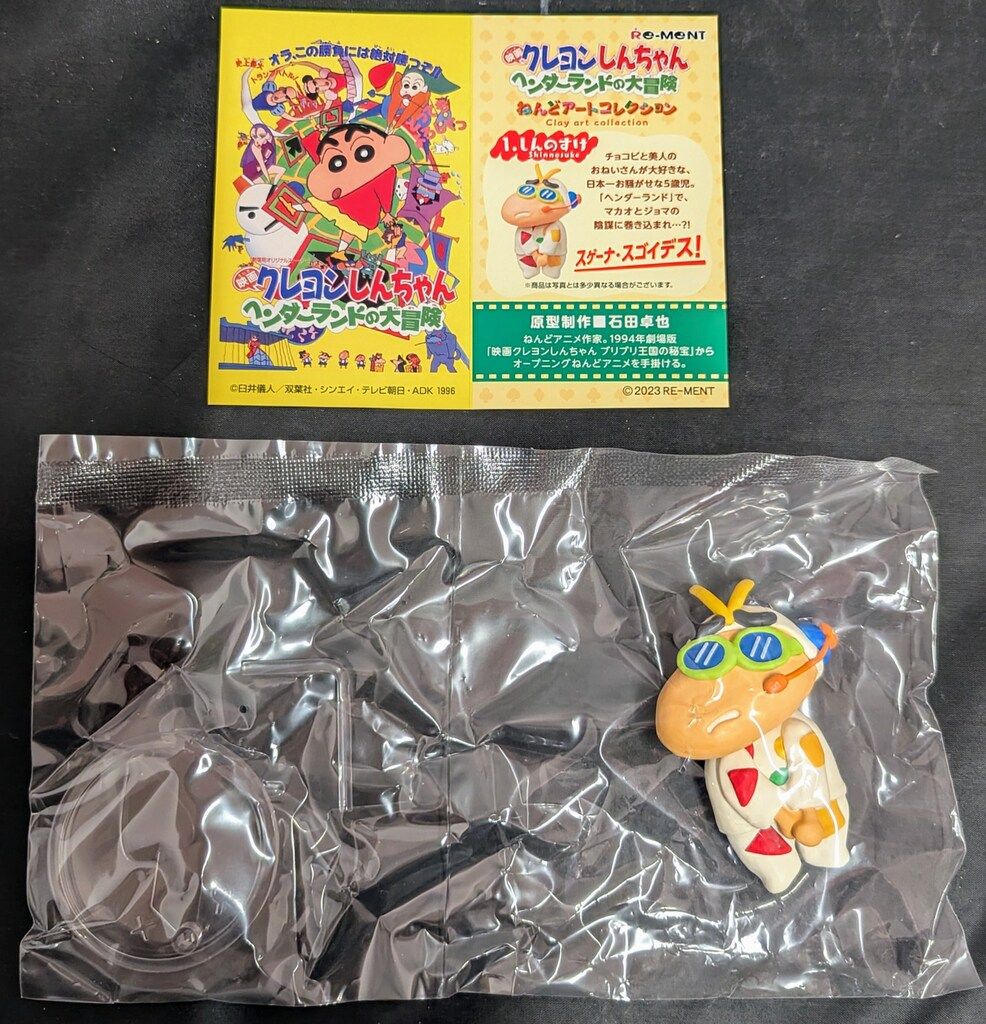 オラ、この勝負には絶対勝つゾ!!
史上最大
トランプバトル
映画
クレヨンしんちゃん
ヘンダーランドの大冒険
©臼井儀人／双葉社・シンエイ・テレビ朝日・ADK 1996
RE-MENT
映画
クレヨンしんちゃん
ヘンダーランドの大冒険
ねんどアートコレクション
Clay art collection
1.しんのすけ
Shinnosuke
チョコビと美人の
おねいさんが大好きな、
日本一お騒がせな5歳児。
「ヘンダーランド」で、
マカオとジョマの
陰謀に巻き込まれ…?!
スゲーナ・スゴイデス!
※商品は写真とは多少異なる場合がございます。
原型制作■石田卓也
ねんどアニメ作家。1994年劇場版
「映画クレヨンしんちゃん ブリブリ王国の秘宝」から
オープニングねんどアニメを手掛ける。
©2023 RE-MENT